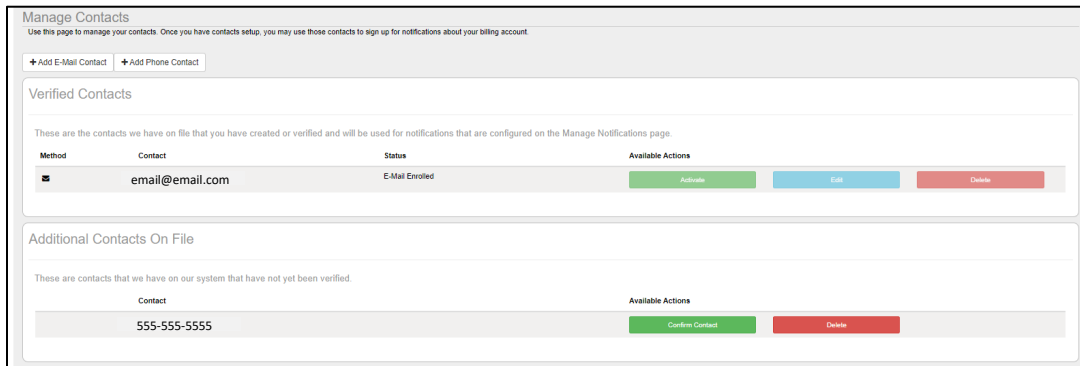 Manage Contacts
Use this page to manage your contacts. Once you have contacts setup, you may use those contacts to sign up for notifications about your billing account.
+ Add E-Mail Contact + Add Phone Contact
Verified Contacts
These are the contacts we have on file that you have created or verified and will be used for notifications that are configured on the Manage Notifications page.
Method Contact Status Available Actions
email@email.com E-Mail Enrolled Activate Edit Delete
Additional Contacts On File
These are contacts that we have on our system that have not yet been verified.
Contact Available Actions
555-555-5555 Confirm Contact Delete